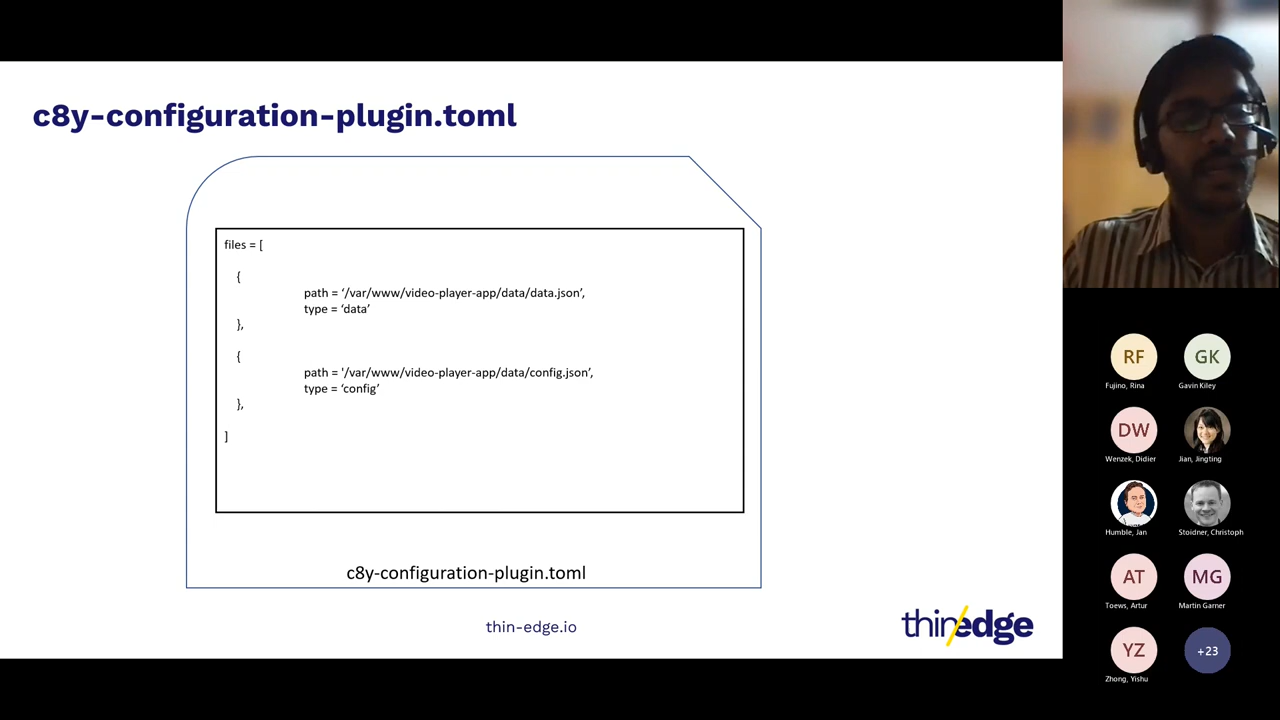 c8y-configuration-plugin.toml
files = [
{
path = ‘/var/www/video-player-app/data/data.json’,
type = ‘data’
},
{
path = '/var/www/video-player-app/data/config.json’,
type = ‘config’
},
]
c8y-configuration-plugin.toml
thin-edge.io
thin/edge
RF
Fujino, Rina
GK
Gavin Kiley
DW
Wenzek, Didier
Jian, Jingting
Humble, Jan
Stoidner, Christoph
AT
Toews, Artur
MG
Martin Garner
YZ
Zhong, Yishu
+23